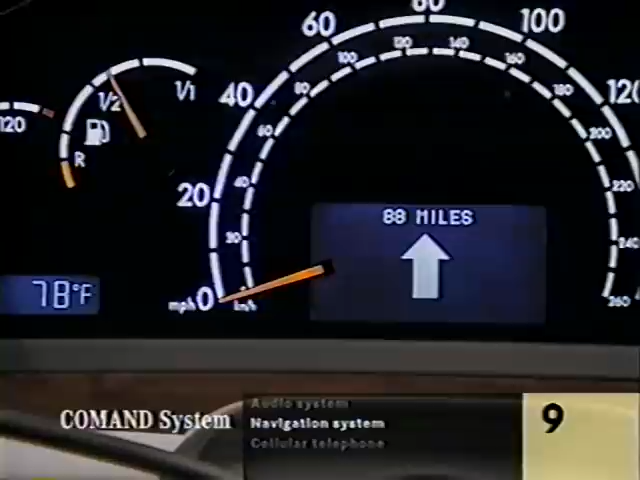 60
80
100
120
40
20
0
mph
km/h
20
40
60
80
100
120
140
160
180
200
220
240
260
120
1/2
1/1
R
78°F
88 MILES
COMAND System
Audio system
Navigation system
Cellular telephone
9